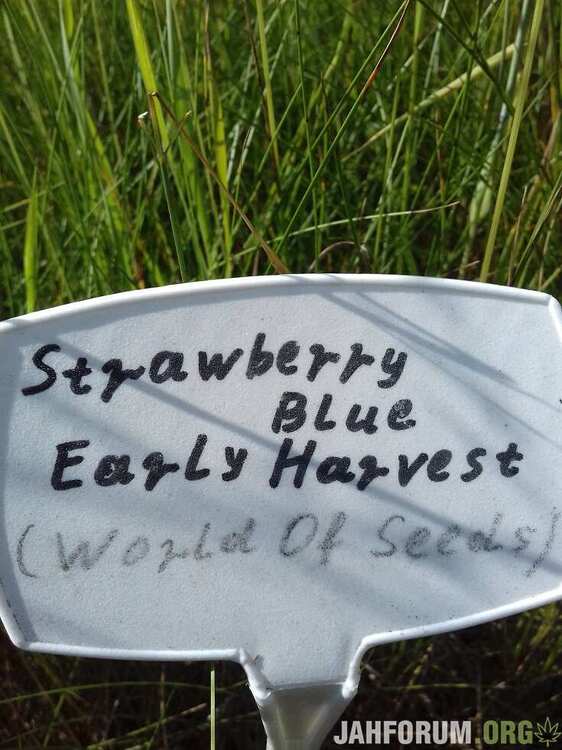 Strawberry
Blue
Early Harvest
(World Of Seeds)
JAHFORUM.ORG